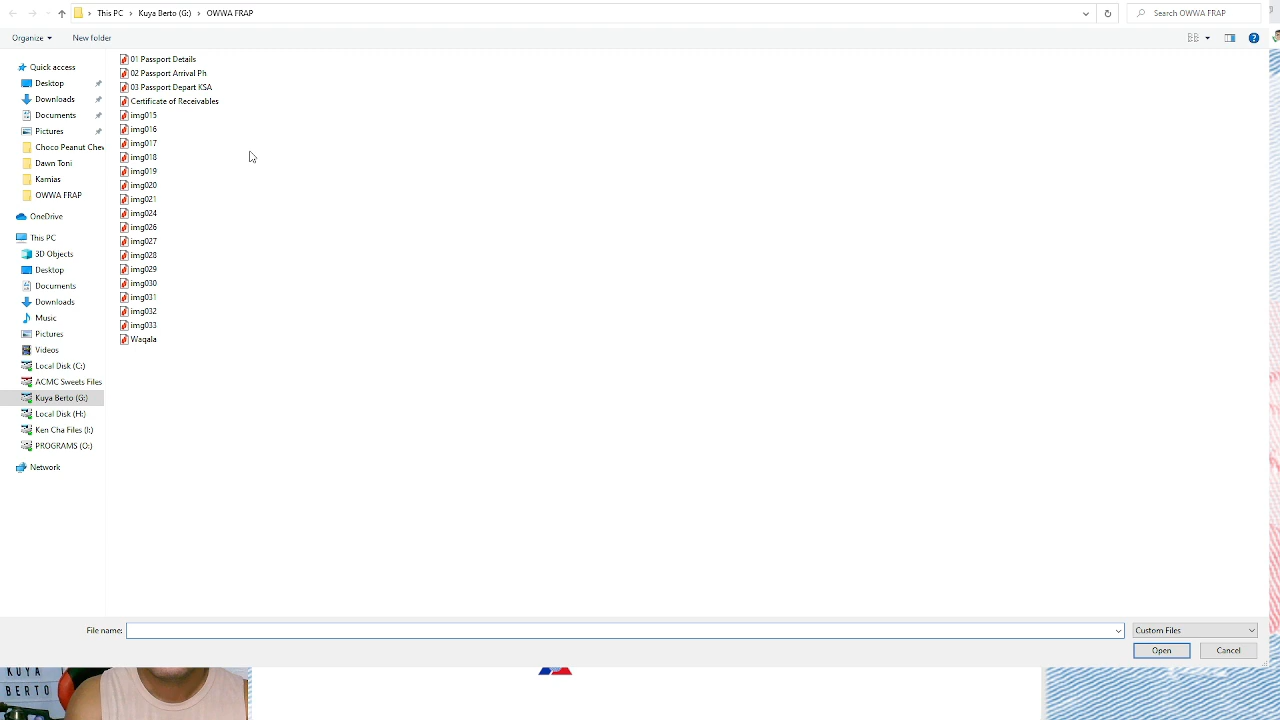 This PC > Kuya Berto (G:) > OWWA FRAP
Search OWWA FRAP
Organize
New folder
Quick access
Desktop
Downloads
Documents
Pictures
Choco Peanut Chew
Dawn Toni
Kamias
OWWA FRAP
OneDrive
This PC
3D Objects
Desktop
Documents
Downloads
Music
Pictures
Videos
Local Disk (C:)
ACMC Sweets Files
Kuya Berto (G:)
Local Disk (H:)
Ken Cha Files (I:)
PROGRAMS (O:)
Network
01 Passport Details
02 Passport Arrival Ph
03 Passport Depart KSA
Certificate of Receivables
img015
img016
img017
img018
img019
img020
img021
img024
img026
img027
img028
img029
img030
img031
img032
img033
Waqala
File name:
Custom Files
Open
Cancel
KUYA
BERTO